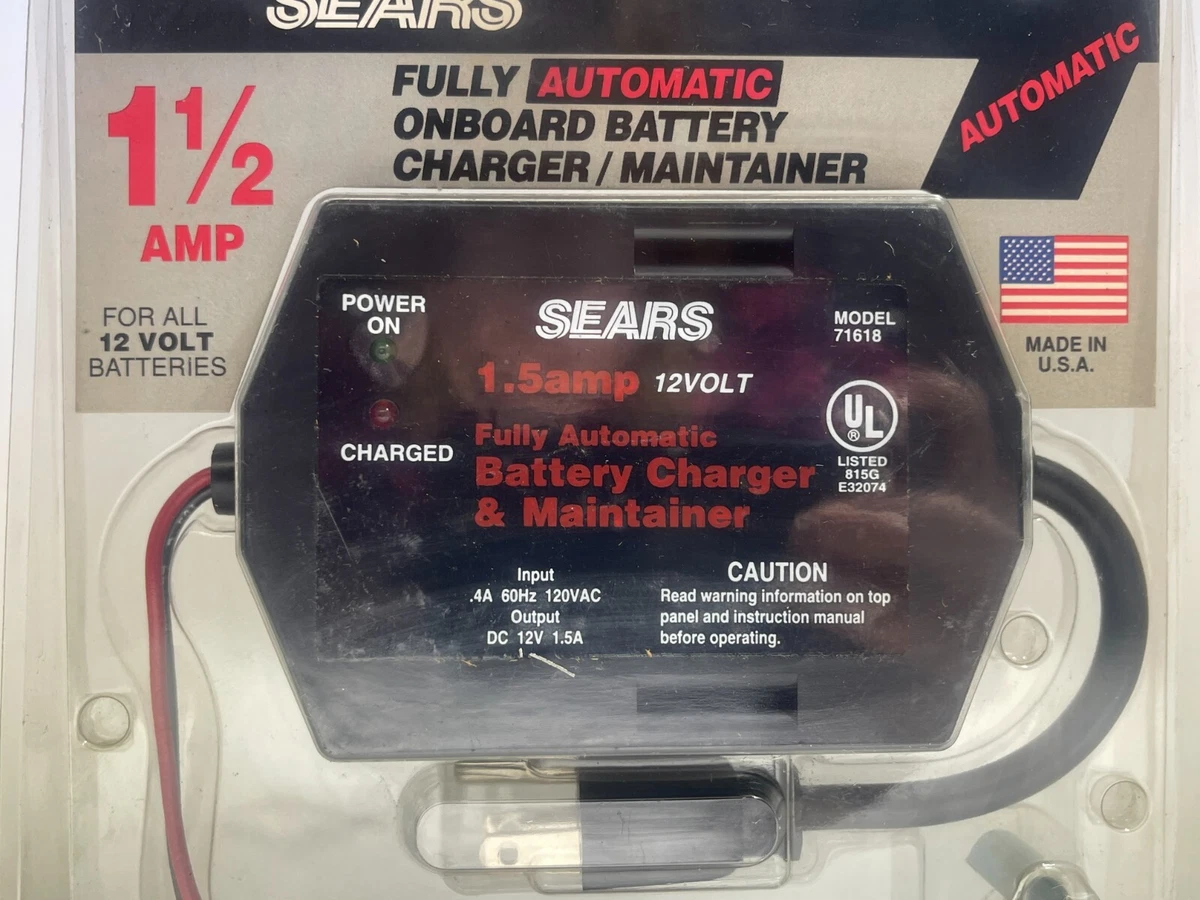 SEARS
1½
AMP
FOR ALL
12 VOLT
BATTERIES
FULLY AUTOMATIC
ONBOARD BATTERY
CHARGER / MAINTAINER
AUTOMATIC
MADE IN
U.S.A.
POWER
ON
CHARGED
SEARS
1.5amp 12VOLT
Fully Automatic
Battery Charger
& Maintainer
MODEL
71618
UL
®
LISTED
815G
E32074
Input
.4A 60Hz 120VAC
Output
DC 12V 1.5A
CAUTION
Read warning information on top
panel and instruction manual
before operating.